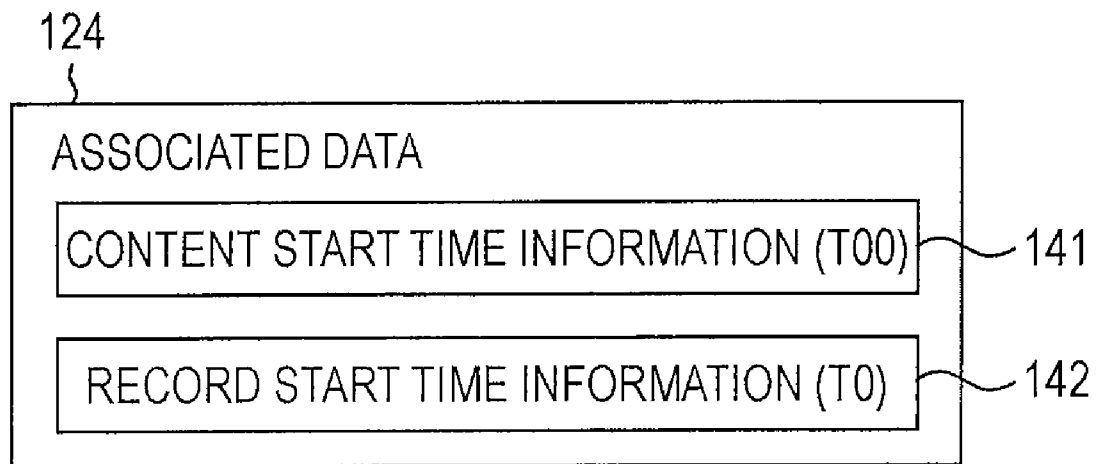 124
ASSOCIATED DATA
CONTENT START TIME INFORMATION (T00) 141
RECORD START TIME INFORMATION (T0) 142